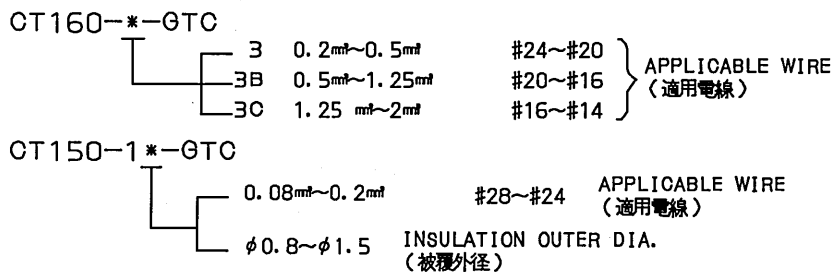 CT160-*-GTC
3 0.2m㎡~0.5m㎡ #24~#20
3B 0.5m㎡~1.25m㎡ #20~#16
3C 1.25 m㎡~2m㎡ #16~#14
APPLICABLE WIRE
(適用電線)
CT150-1*-GTC
0.08m㎡~0.2m㎡ #28~#24 APPLICABLE WIRE
(適用電線)
φ0.8~φ1.5 INSULATION OUTER DIA.
(被覆外径)